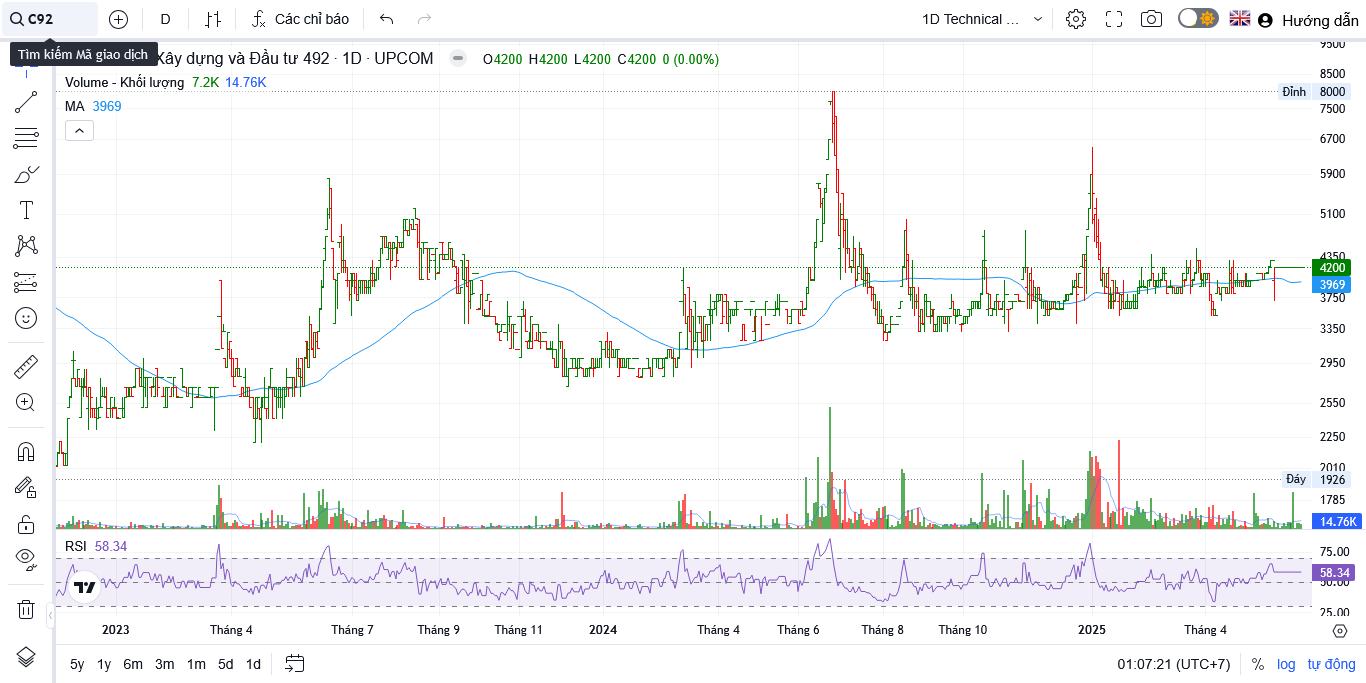 C92
D
Các chỉ báo
1D Technical ...
Hướng dẫn
Tìm kiếm Mã giao dịch
Xây dựng và Đầu tư 492 · 1D · UPCOM
O4200 H4200 L4200 C4200 0 (0.00%)
Volume - Khối lượng 7.2K 14.76K
MA 3969
9500
8500
Đỉnh 8000
7500
6700
5900
5100
4350
4200
3969
3750
3350
2950
2550
2250
2010
Đáy 1926
1785
14.76K
RSI 58.34
75.00
58.34
50.00
25.00
2023 Tháng 4 Tháng 7 Tháng 9 Tháng 11 2024 Tháng 4 Tháng 6 Tháng 8 Tháng 10 2025 Tháng 4
5y 1y 6m 3m 1m 5d 1d
01:07:21 (UTC+7) % log tự động